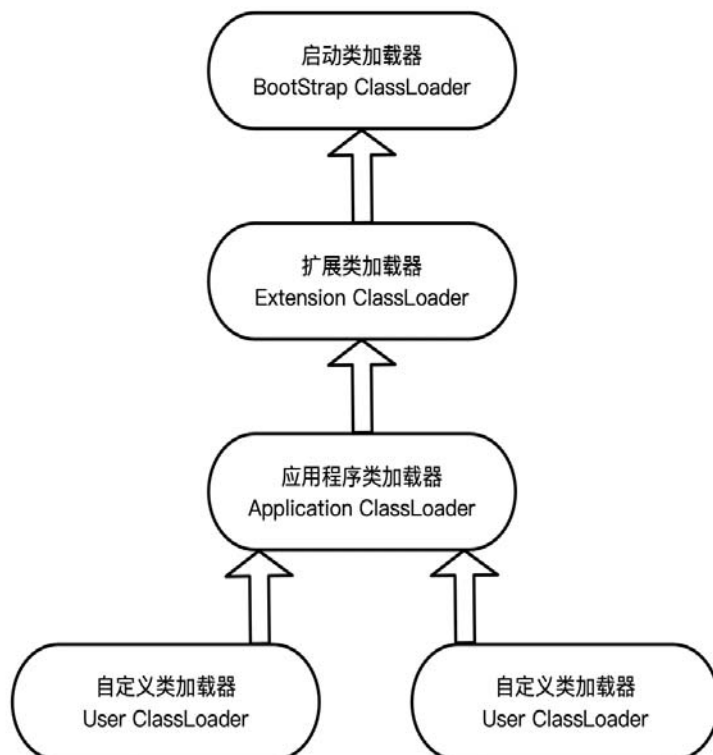 启动类加载器
BootStrap ClassLoader
扩展类加载器
Extension ClassLoader
应用程序类加载器
Application ClassLoader
自定义类加载器
User ClassLoader
自定义类加载器
User ClassLoader